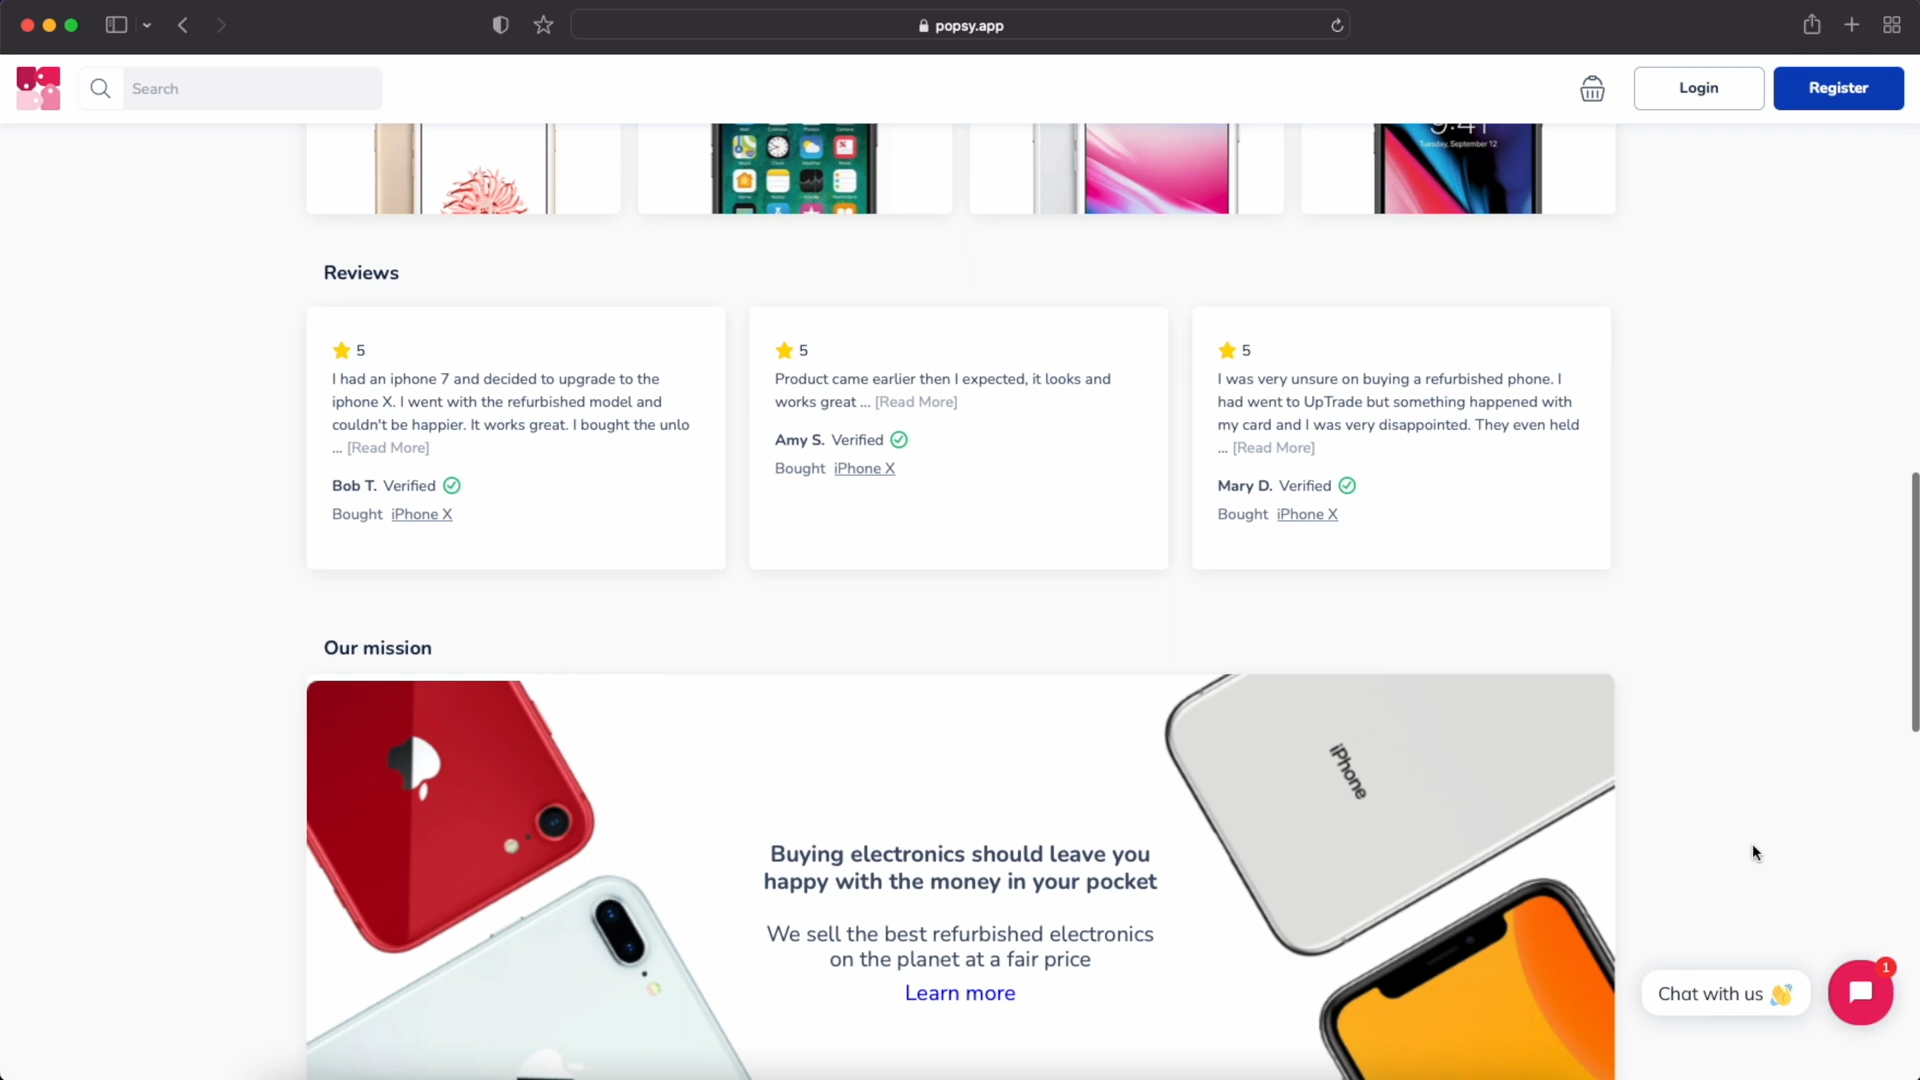 popsy.app
Search
Login
Register
9:41
Tuesday, September 12
Reviews
5
I had an iphone 7 and decided to upgrade to the
iphone X. I went with the refurbished model and
couldn't be happier. It works great. I bought the unlo
... [Read More]
Bob T. Verified
Bought iPhone X
5
Product came earlier then I expected, it looks and
works great ... [Read More]
Amy S. Verified
Bought iPhone X
5
I was very unsure on buying a refurbished phone. I
had went to UpTrade but something happened with
my card and I was very disappointed. They even held
... [Read More]
Mary D. Verified
Bought iPhone X
Our mission
iPhone
Buying electronics should leave you
happy with the money in your pocket
We sell the best refurbished electronics
on the planet at a fair price
Learn more
Chat with us
1